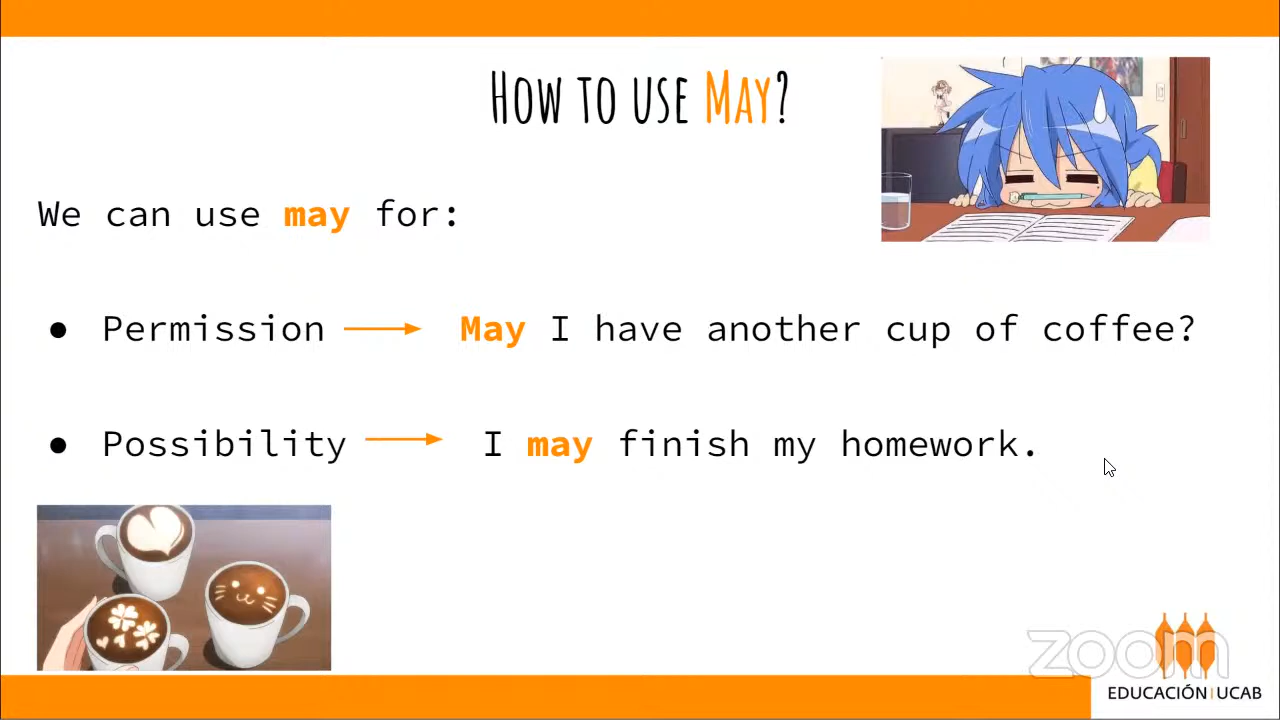 How to use May?
We can use may for:
● Permission → May I have another cup of coffee?
● Possibility → I may finish my homework.
zoom
EDUCACIÓN | UCAB